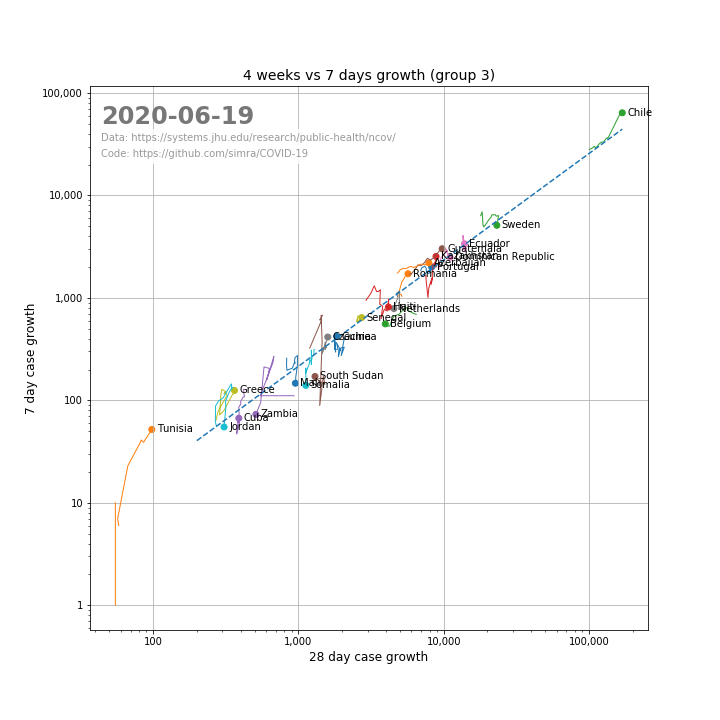 4 weeks vs 7 days growth (group 3)
2020-06-19
Data: https://systems.jhu.edu/research/public-health/ncov/
Code: https://github.com/simra/COVID-19
100,000
10,000
1,000
100
10
1
7 day case growth
Chile
Sweden
Ecuador
Guatemala
Kazakhstan
Dominican Republic
Azerbaijan
Portugal
Romania
Haiti
Netherlands
Senegal
Belgium
Czechia
South Sudan
Mali
Somalia
Greece
Zambia
Cuba
Jordan
Tunisia
100
1,000
10,000
100,000
28 day case growth